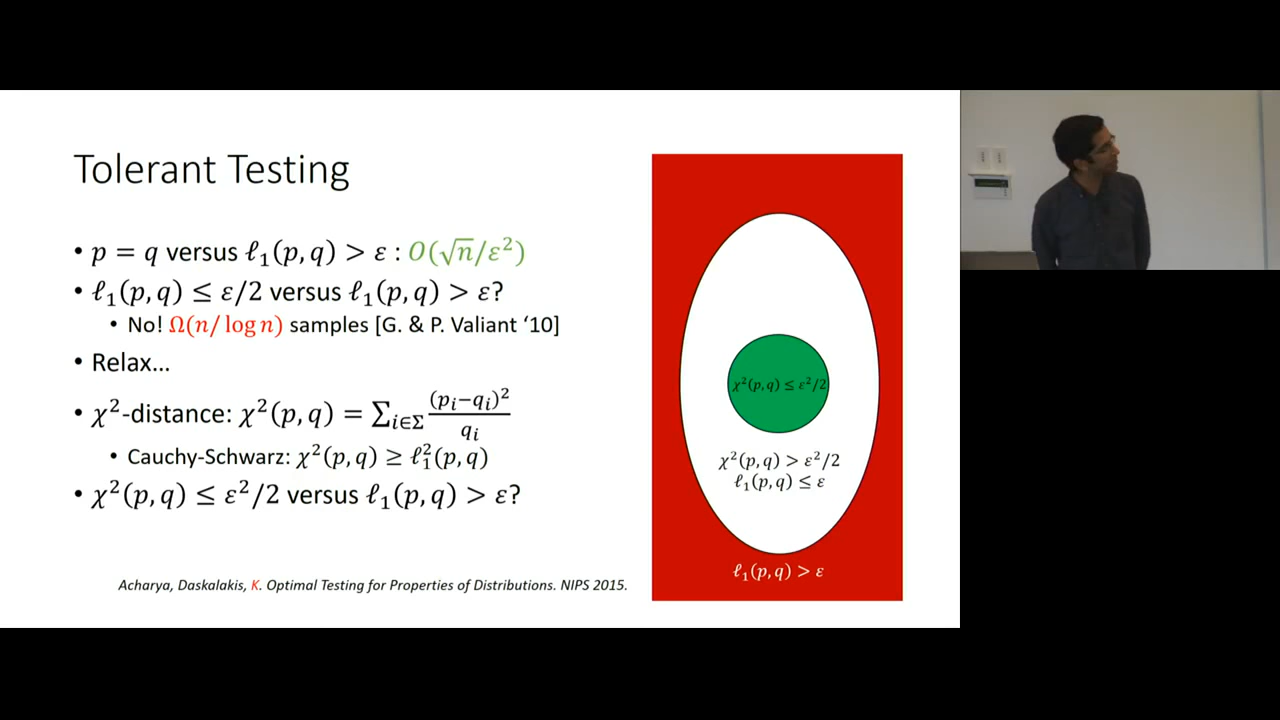 Tolerant Testing
• p = q versus ℓ₁(p, q) > ε : O(√n/ε²)
• ℓ₁(p, q) ≤ ε/2 versus ℓ₁(p, q) > ε?
• No! Ω(n/ log n) samples [G. & P. Valiant ‘10]
• Relax…
• χ²-distance: χ²(p, q) = ∑_{i∈Σ} (pᵢ−qᵢ)²/qᵢ
• Cauchy-Schwarz: χ²(p, q) ≥ ℓ₁²(p, q)
• χ²(p, q) ≤ ε²/2 versus ℓ₁(p, q) > ε?
Acharya, Daskalakis, K. Optimal Testing for Properties of Distributions. NIPS 2015.
χ²(p, q) ≤ ε²/2
χ²(p, q) > ε²/2
ℓ₁(p, q) ≤ ε
ℓ₁(p, q) > ε